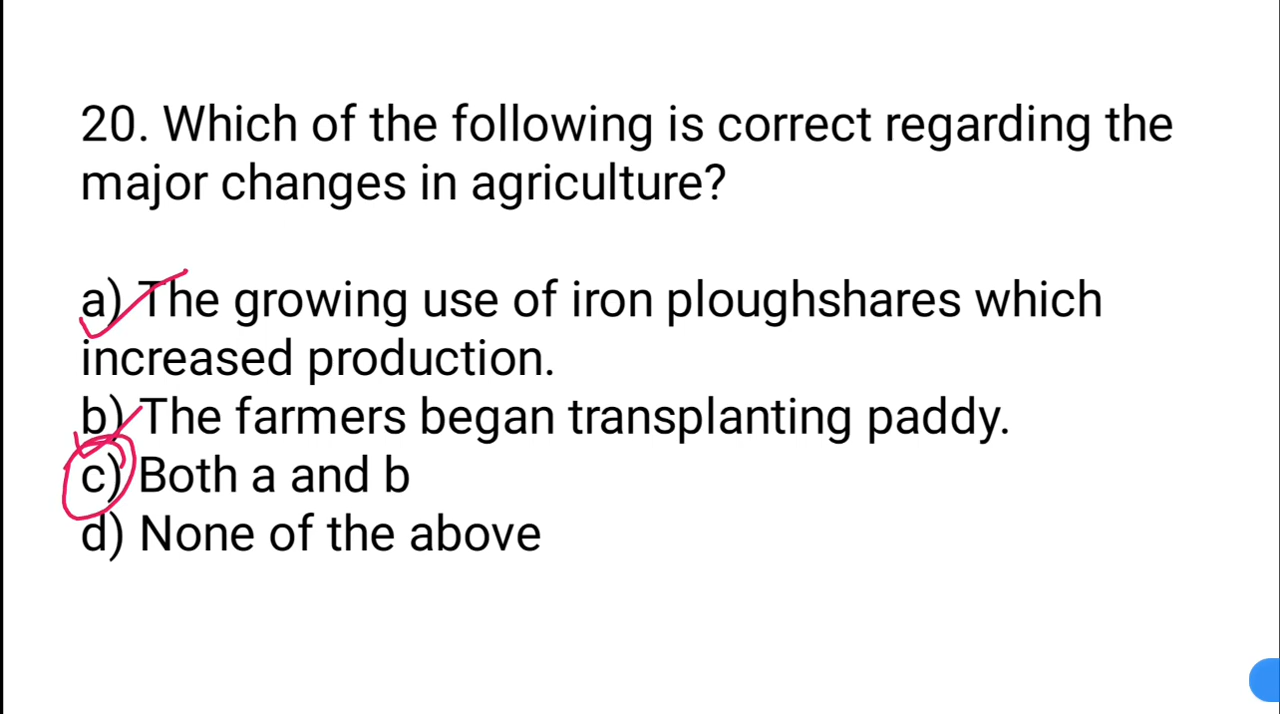 20. Which of the following is correct regarding the
major changes in agriculture?
a) The growing use of iron ploughshares which
increased production.
b) The farmers began transplanting paddy.
c) Both a and b
d) None of the above